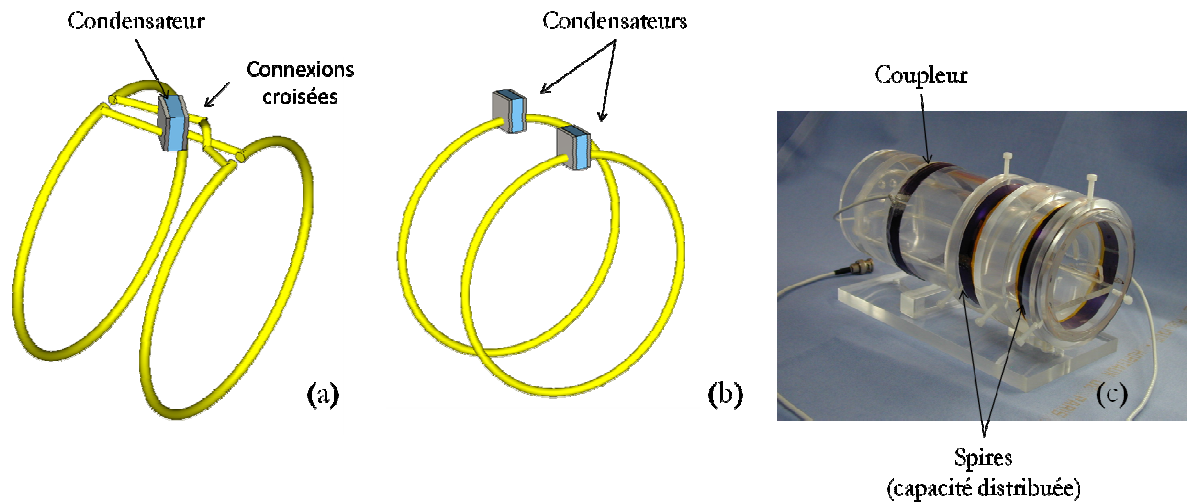 Condensateur
Connexions
croisées
(a)
Condensateurs
(b)
Coupleur
(c)
Spires
(capacité distribuée)